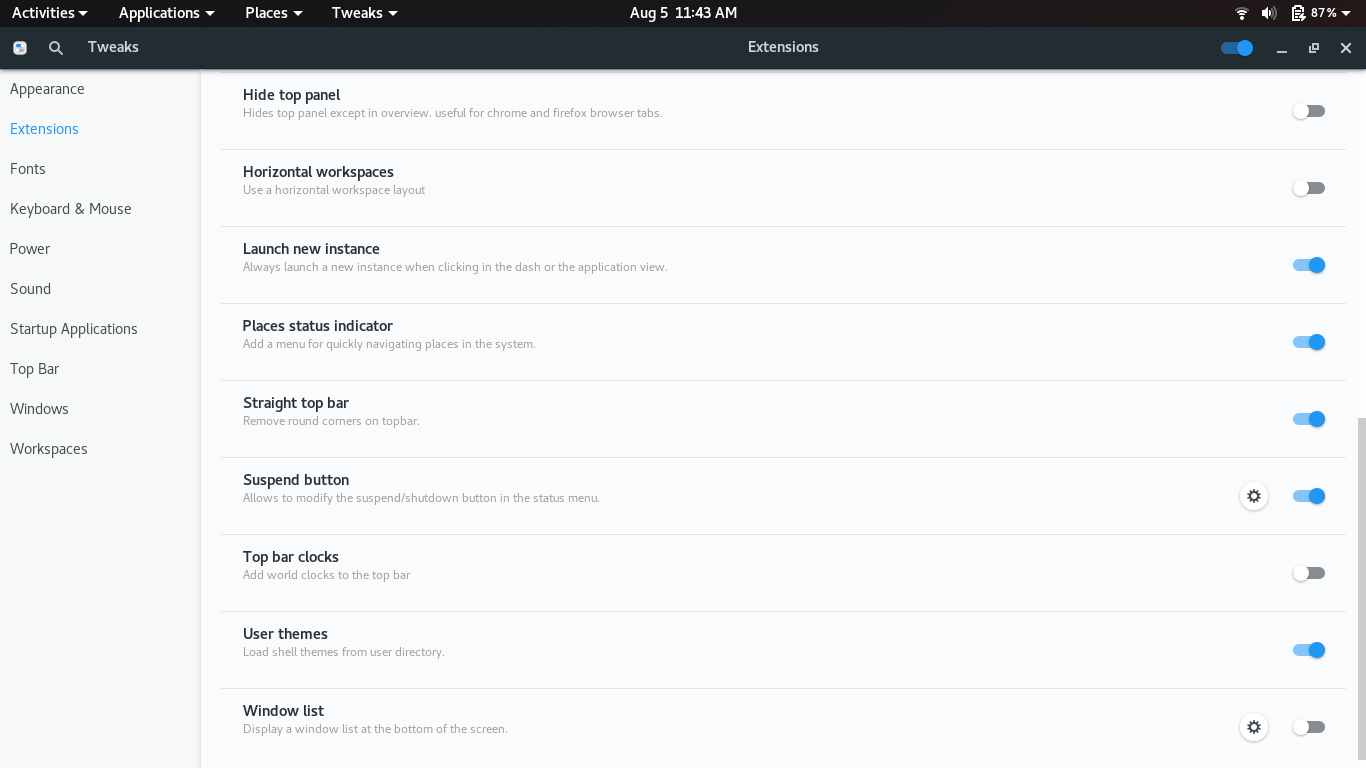 Activities Applications Places Tweaks Aug 5 11:43 AM 87 %
Tweaks Extensions
Appearance
Extensions
Fonts
Keyboard & Mouse
Power
Sound
Startup Applications
Top Bar
Windows
Workspaces
Hide top panel
Hides top panel except in overview. useful for chrome and firefox browser tabs.
Horizontal workspaces
Use a horizontal workspace layout
Launch new instance
Always launch a new instance when clicking in the dash or the application view.
Places status indicator
Add a menu for quickly navigating places in the system.
Straight top bar
Remove round corners on topbar.
Suspend button
Allows to modify the suspend/shutdown button in the status menu.
Top bar clocks
Add world clocks to the top bar
User themes
Load shell themes from user directory.
Window list
Display a window list at the bottom of the screen.